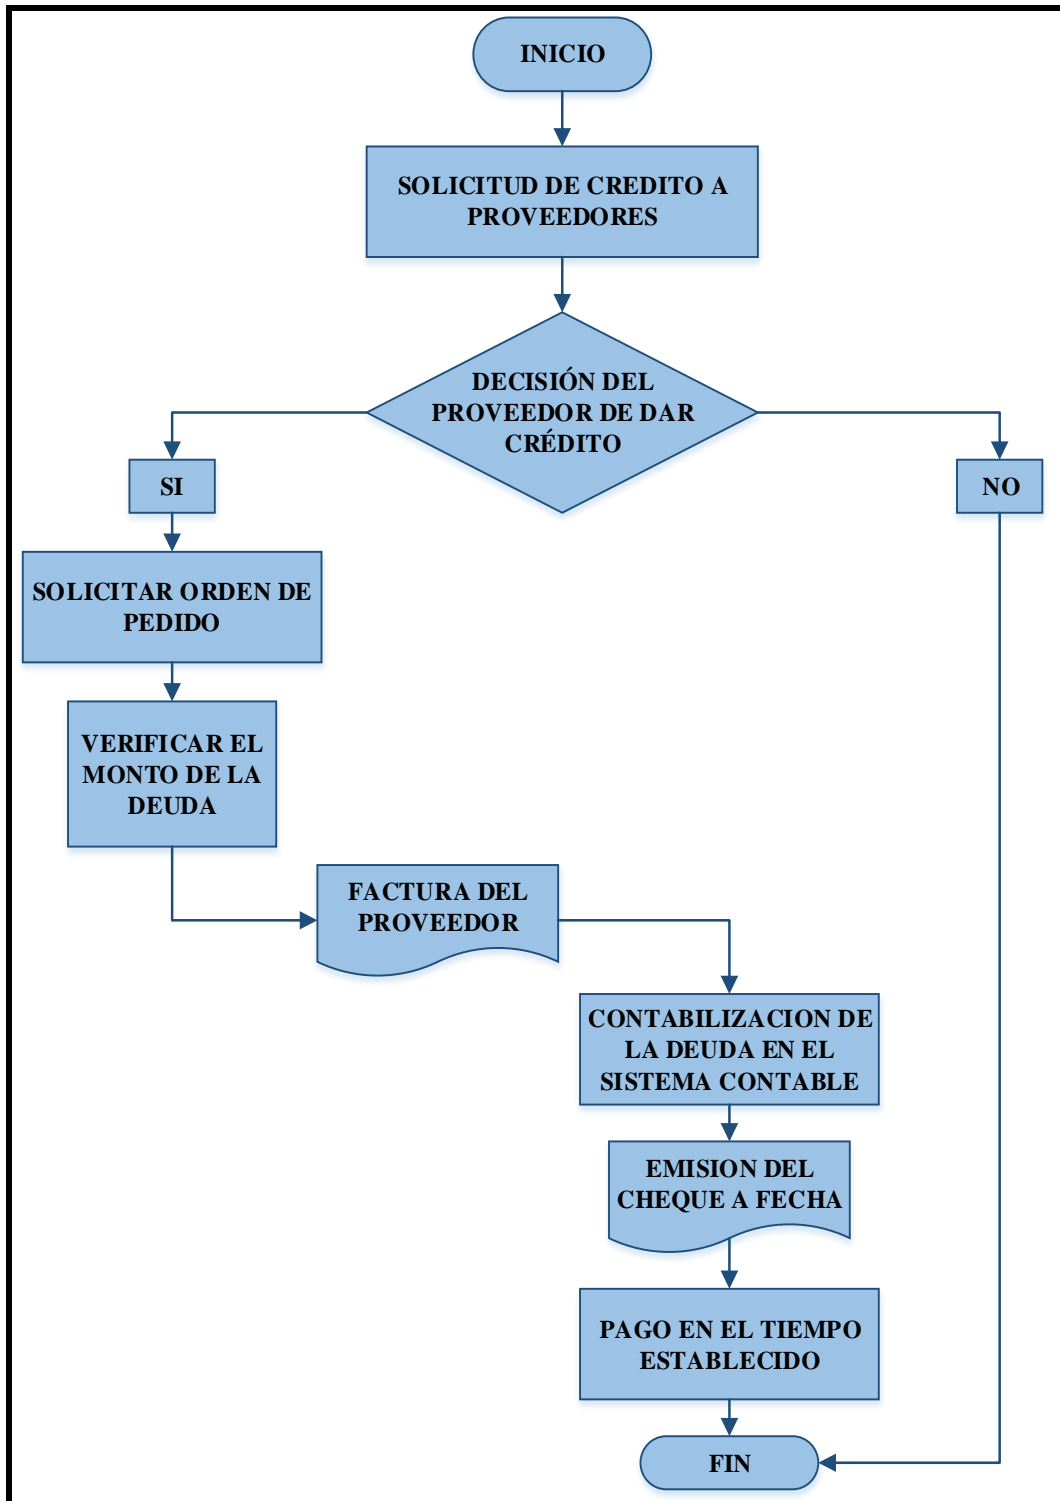 INICIO
SOLICITUD DE CREDITO A
PROVEEDORES
DECISIÓN DEL
PROVEEDOR DE DAR
CRÉDITO
SI
NO
SOLICITAR ORDEN DE
PEDIDO
VERIFICAR EL
MONTO DE LA
DEUDA
FACTURA DEL
PROVEEDOR
CONTABILIZACION DE
LA DEUDA EN EL
SISTEMA CONTABLE
EMISION DEL
CHEQUE A FECHA
PAGO EN EL TIEMPO
ESTABLECIDO
FIN